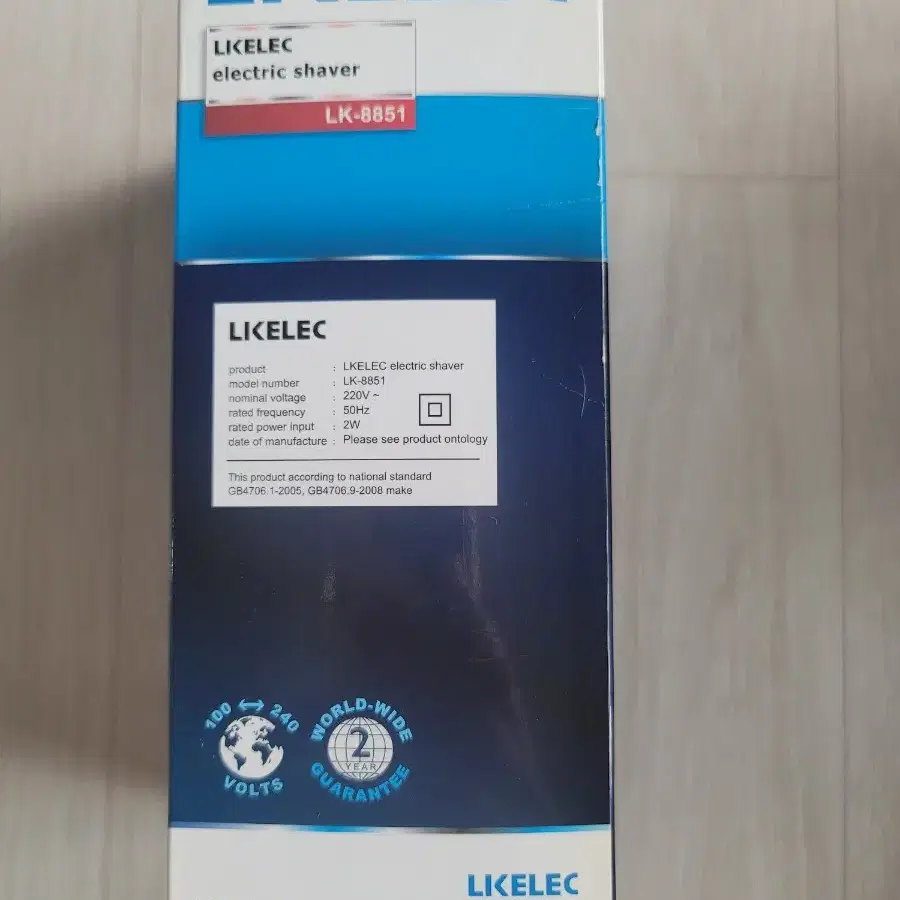 LKELEC
electric shaver
LK-8851
LKELEC
product : LKELEC electric shaver
model number : LK-8851
nominal voltage : 220V ~
rated frequency : 50Hz
rated power input : 2W
date of manufacture : Please see product ontology
This product according to national standard
GB4706.1-2005, GB4706.9-2008 make
100 ↔ 240
VOLTS
WORLD-WIDE
2
YEAR
GUARANTEE
LKELEC